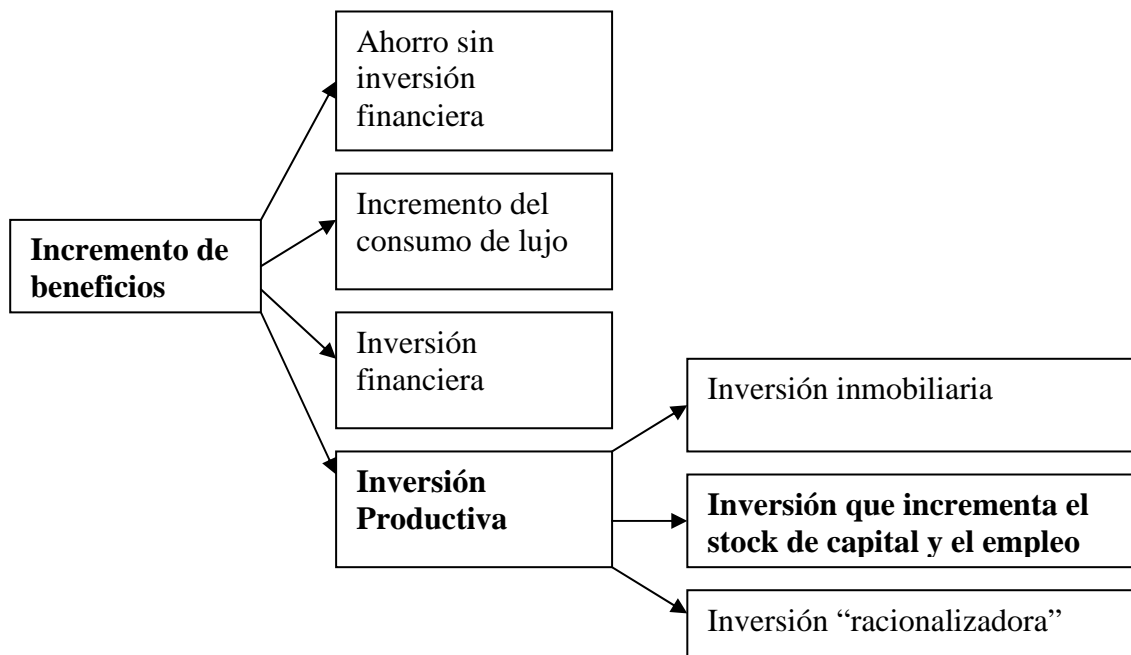 Ahorro sin
inversión
financiera
Incremento del
consumo de lujo
Incremento de
beneficios
Inversión
financiera
Inversión inmobiliaria
Inversión
Productiva
Inversión que incrementa el
stock de capital y el empleo
Inversión “racionalizadora”